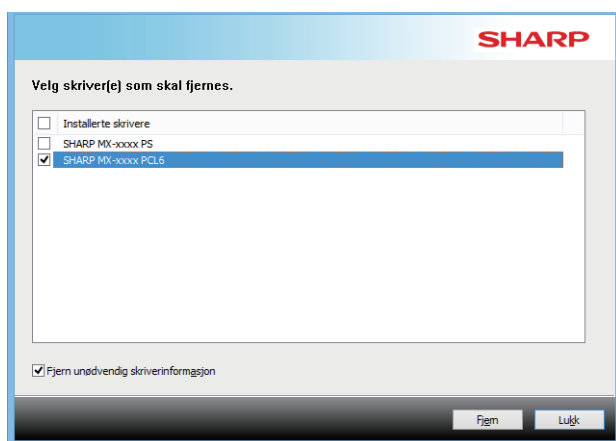 SHARP
Velg skriver(e) som skal fjernes.
Installerte skrivere
SHARP MX-xxxx PS
SHARP MX-xxxx PCL6
Fjern unødvendig skriverinformasjon
Fjern Lukk